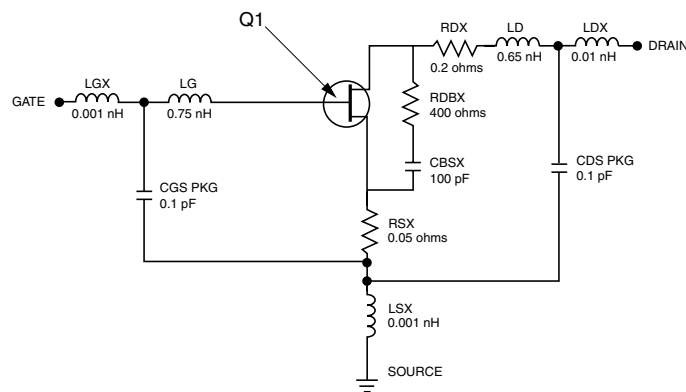 Q1
RDX
0.2 ohms
LD
0.65 nH
LDX
0.01 nH
DRAIN
GATE
LGX
0.001 nH
LG
0.75 nH
RDBX
400 ohms
CBSX
100 pF
CDS PKG
0.1 pF
CGS PKG
0.1 pF
RSX
0.05 ohms
LSX
0.001 nH
SOURCE